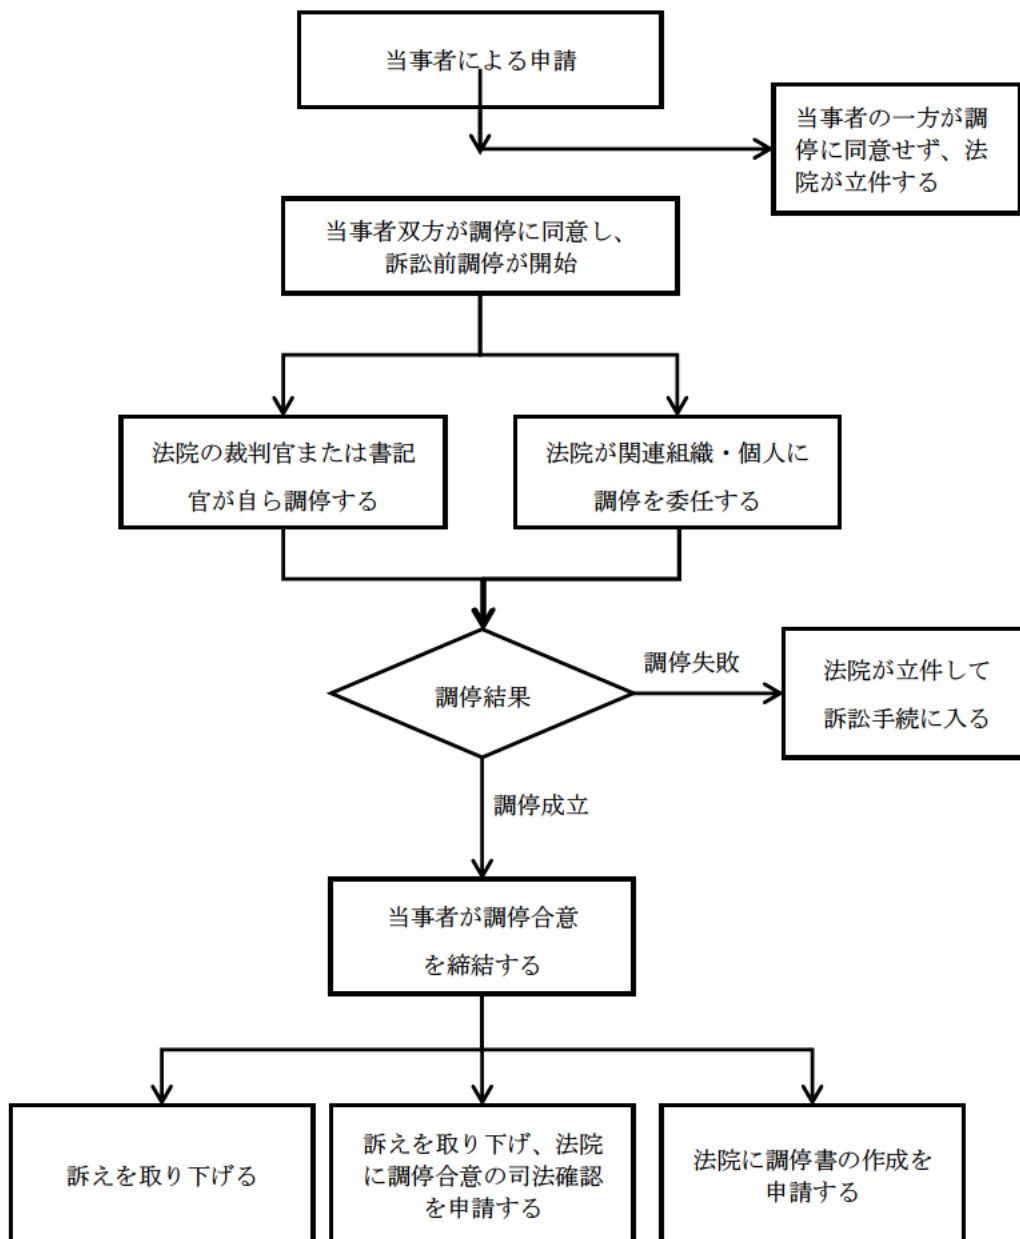 当事者による申請
当事者の一方が調
停に同意せず、法
院が立件する
当事者双方が調停に同意し、
訴訟前調停が開始
法院の裁判官または書記
官が自ら調停する
法院が関連組織・個人に
調停を委任する
調停結果
調停失敗
法院が立件して
訴訟手続に入る
調停成立
当事者が調停合意
を締結する
訴えを取り下げる
訴えを取り下げ、法院
に調停合意の司法確認
を申請する
法院に調停書の作成を
申請する